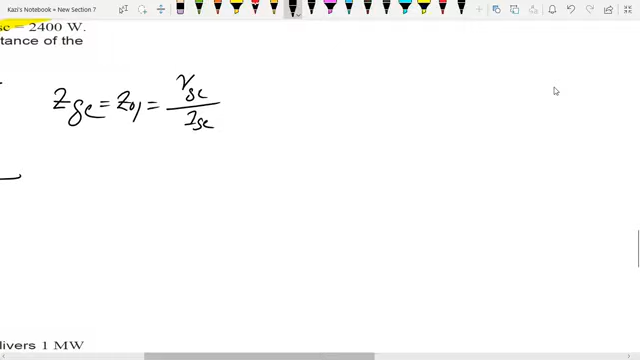 Kazi's Notebook » New Section 7
sc = 2400 W.
tance of the
Zsc = Z01 = Vsc / Isc
livers 1 MW